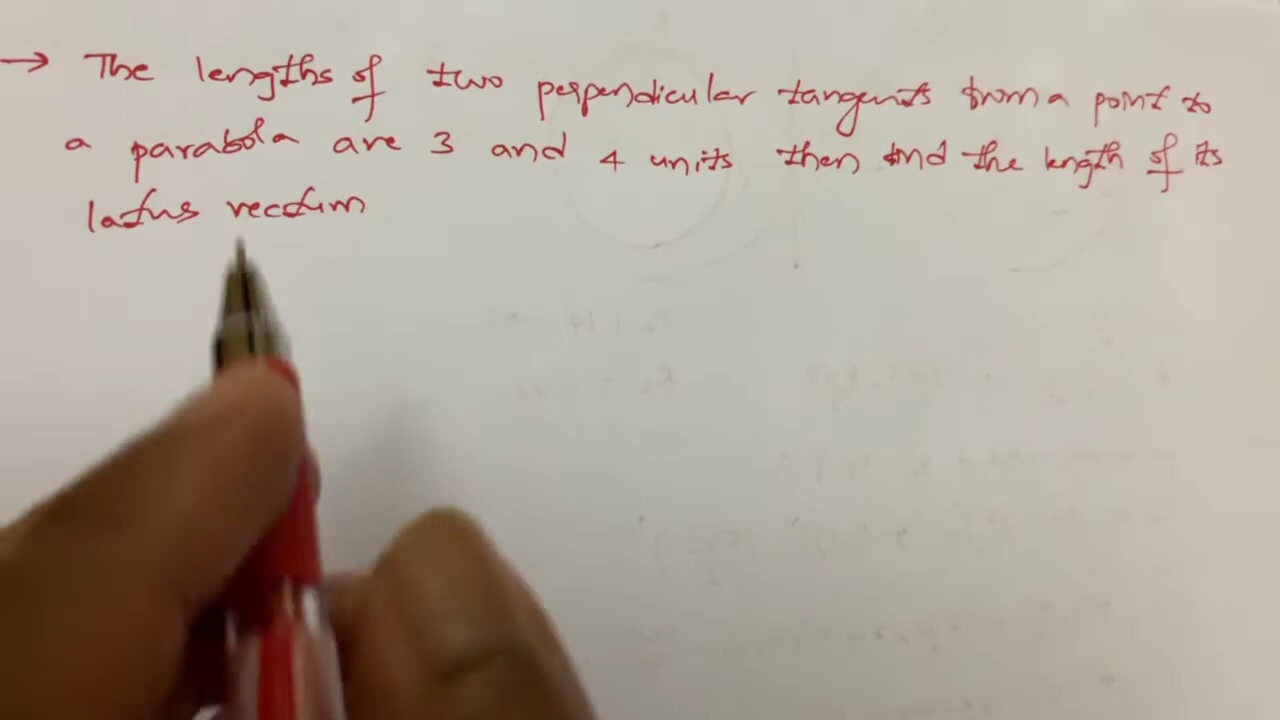 → The lengths of two perpendicular tangents from a point to
a parabola are 3 and 4 units then find the length of its
latus rectum